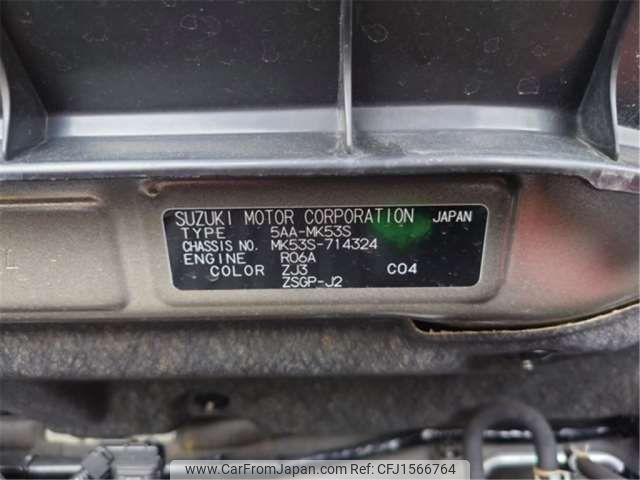 SUZUKI MOTOR CORPORATION JAPAN
TYPE 5AA-MK53S
CHASSIS NO. MK53S-714324
ENGINE R06A
COLOR ZJ3 C04
ZSGP-J2
L
www.CarFromJapan.com | Ref No: CFJ1566764